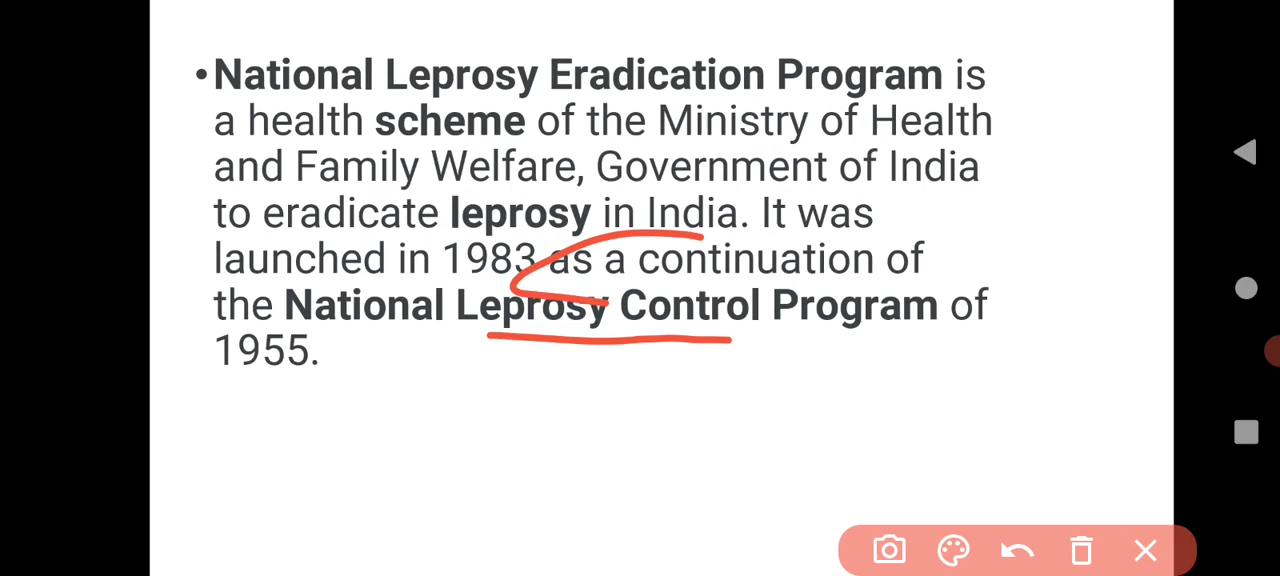 •National Leprosy Eradication Program is
a health scheme of the Ministry of Health
and Family Welfare, Government of India
to eradicate leprosy in India. It was
launched in 1983 as a continuation of
the National Leprosy Control Program of
1955.